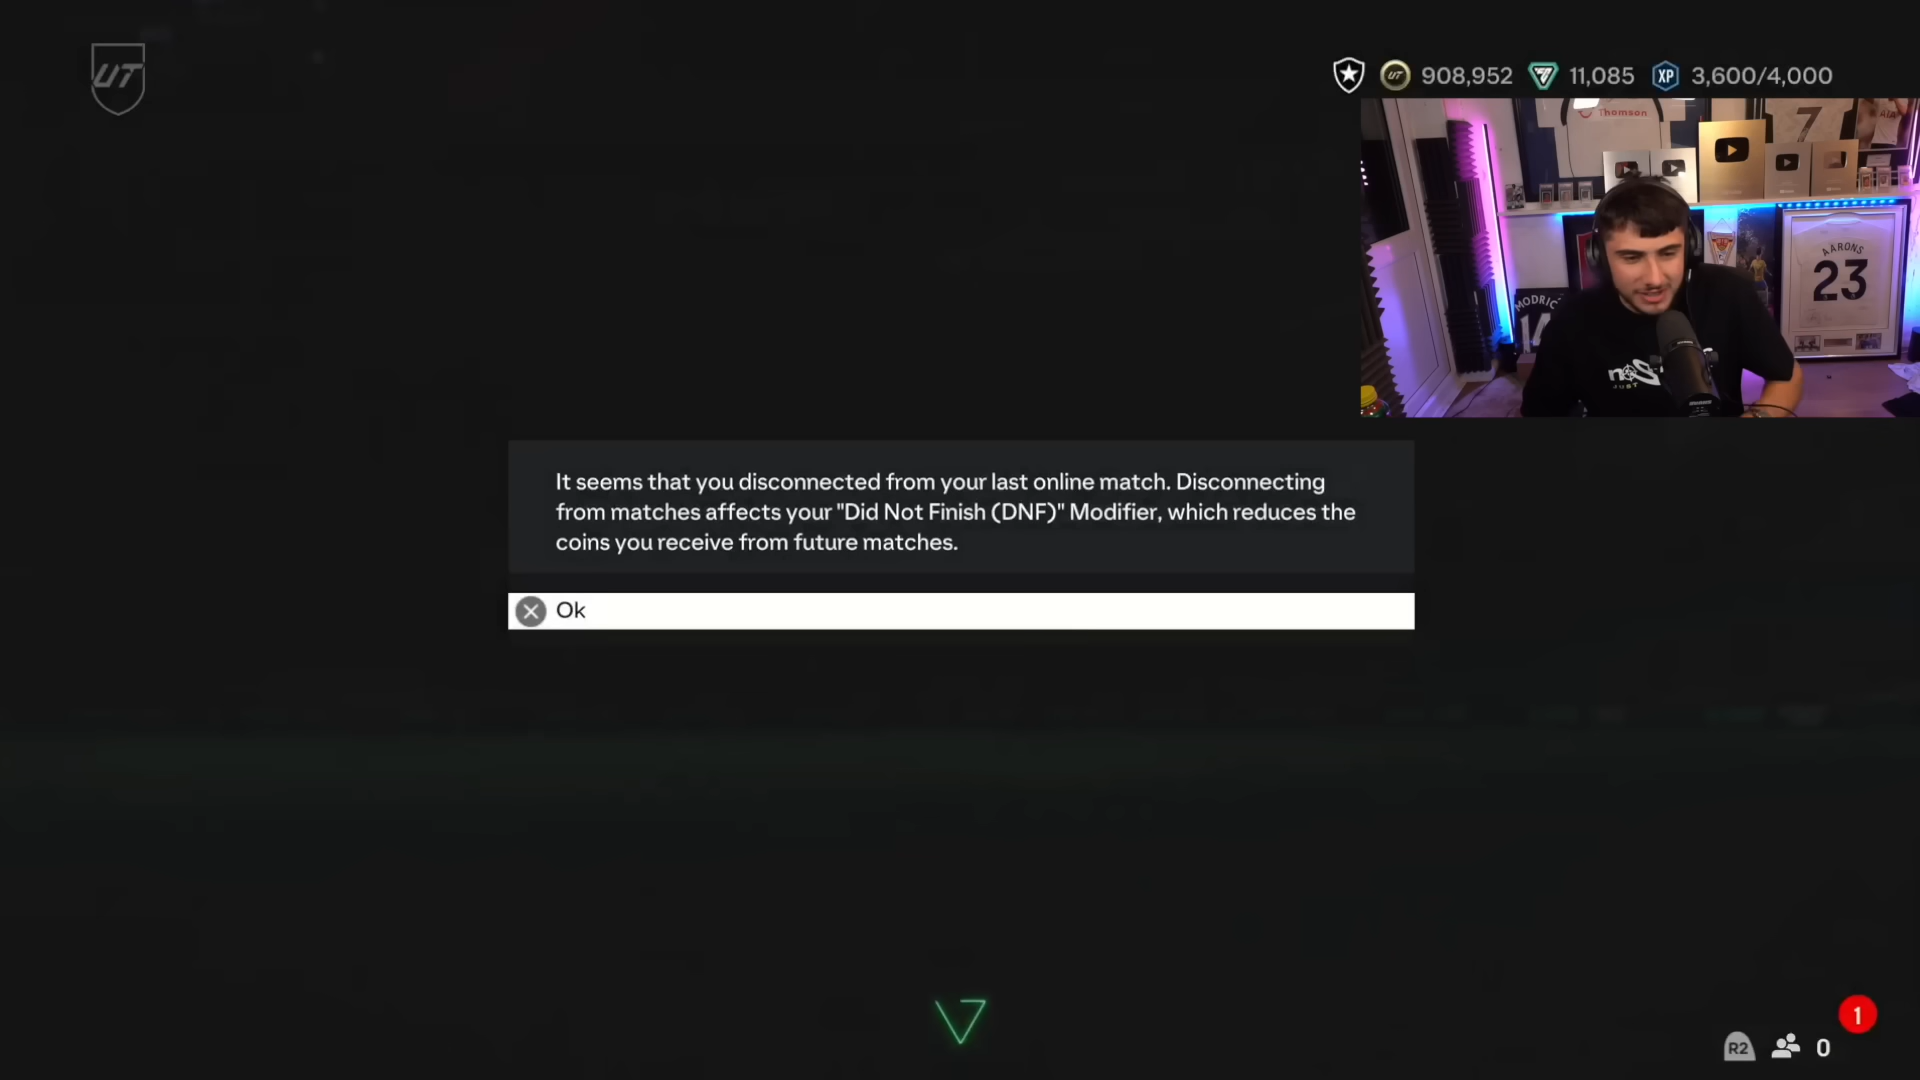 UT
UT 908,952 11,085 XP 3,600/4,000
Thomson
7
AARONS
23
MODRIC
It seems that you disconnected from your last online match. Disconnecting
from matches affects your "Did Not Finish (DNF)" Modifier, which reduces the
coins you receive from future matches.
Ok
1
R2 0